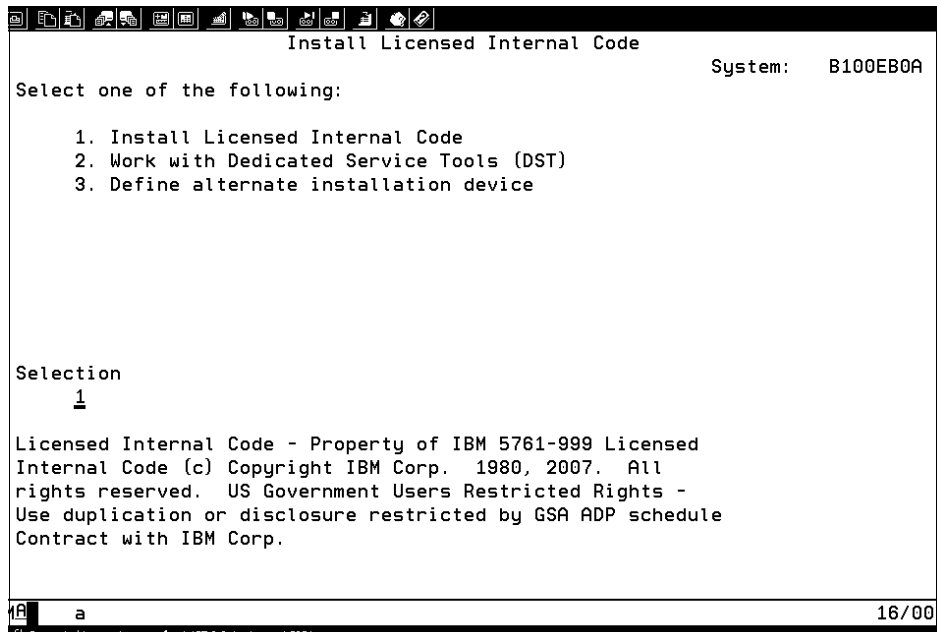 Install Licensed Internal Code
System: B100EB0A
Select one of the following:
1. Install Licensed Internal Code
2. Work with Dedicated Service Tools (DST)
3. Define alternate installation device
Selection
1
Licensed Internal Code - Property of IBM 5761-999 Licensed
Internal Code (c) Copyright IBM Corp. 1980, 2007. All
rights reserved. US Government Users Restricted Rights -
Use duplication or disclosure restricted by GSA ADP schedule
Contract with IBM Corp.
a 16/00